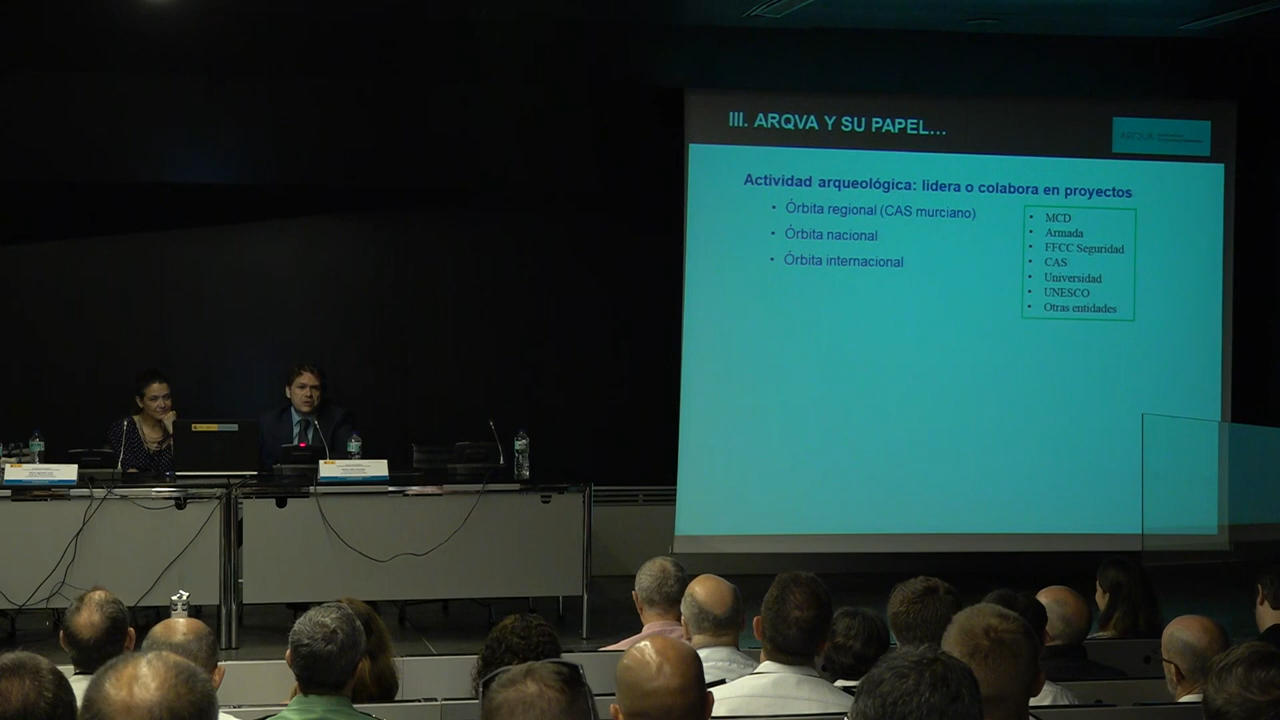 III. ARQVA Y SU PAPEL…
ARQUA
Actividad arqueológica: lidera o colabora en proyectos
• Órbita regional (CAS murciano)
• Órbita nacional
• Órbita internacional
• MCD
• Armada
• FFCC Seguridad
• CAS
• Universidad
• UNESCO
• Otras entidades